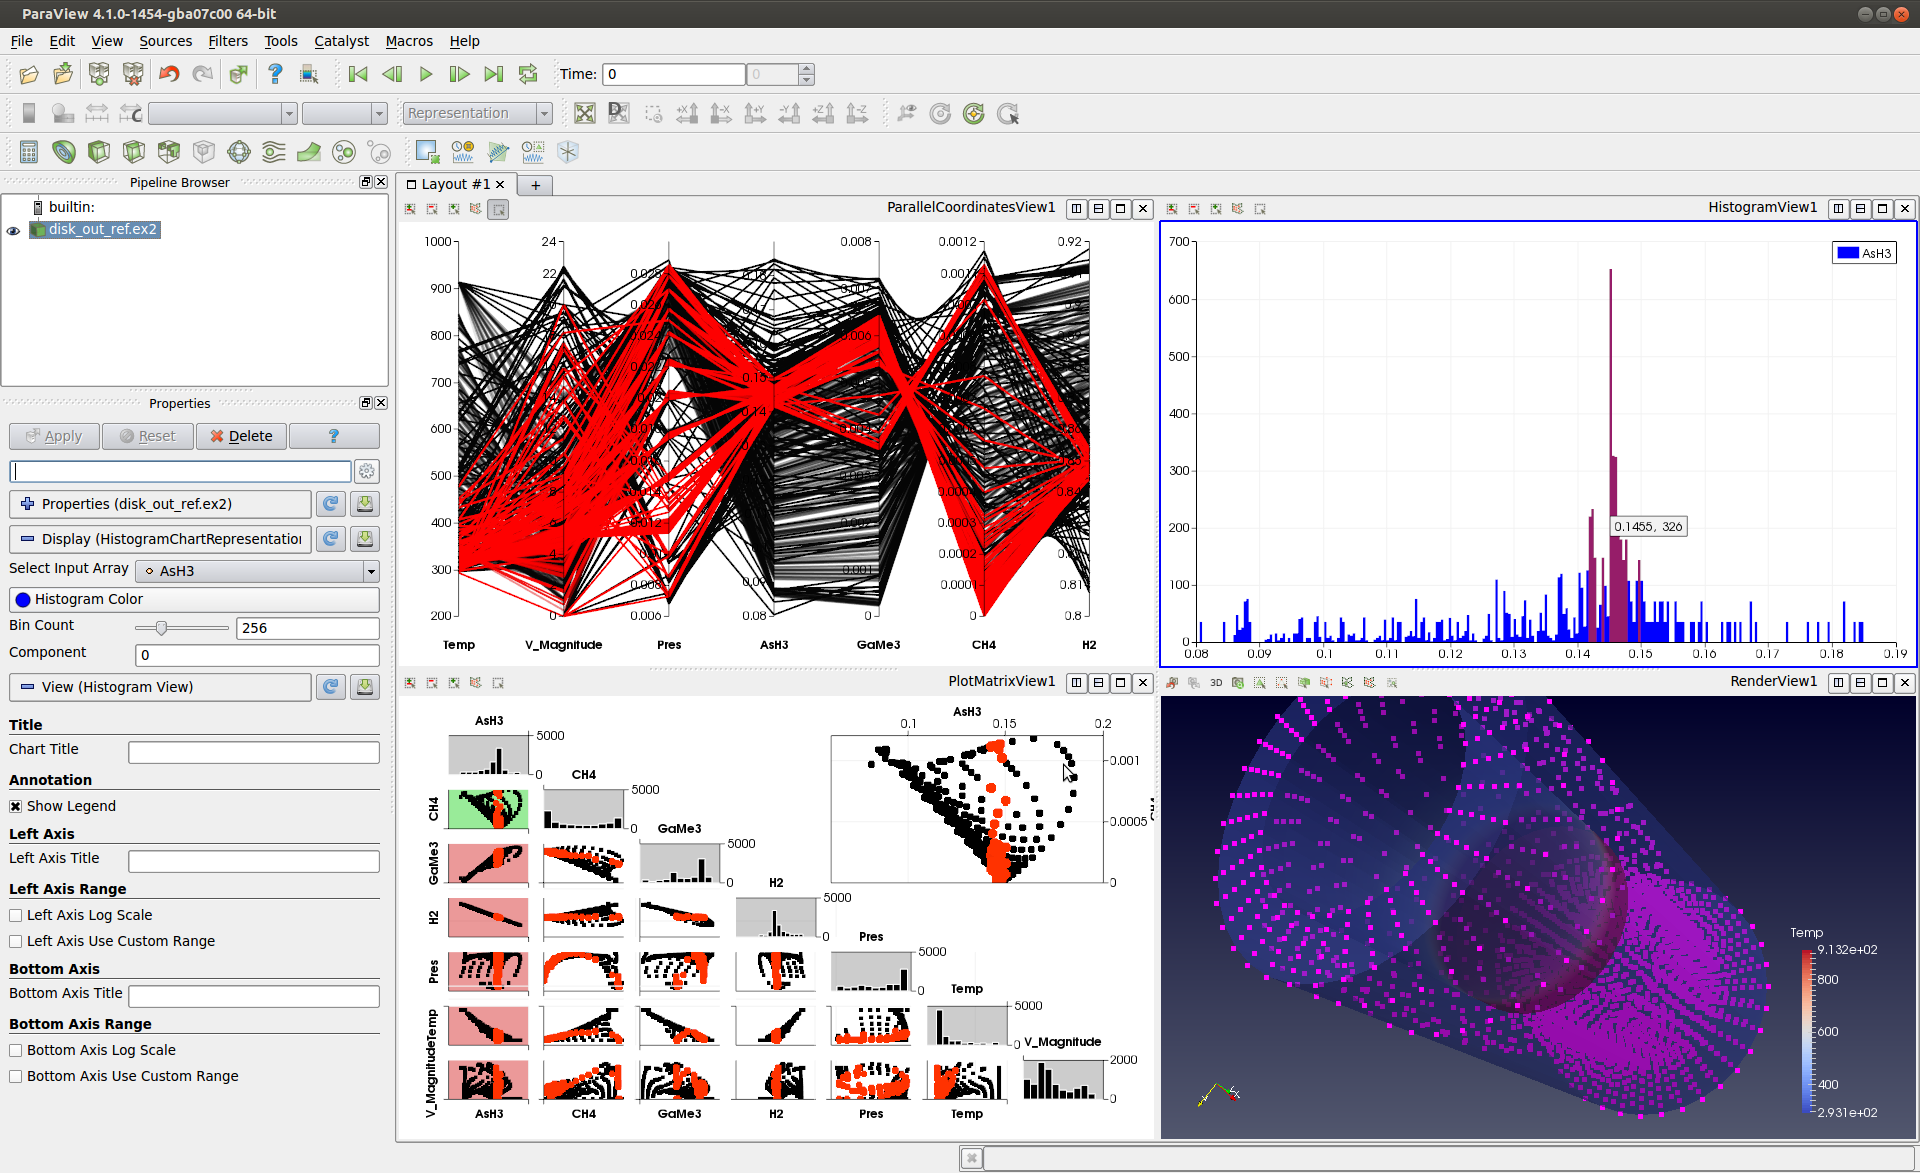 ParaView 4.1.0-1454-gba07c00 64-bit
File Edit View Sources Filters Tools Catalyst Macros Help
Time: 0 0
Representation
Pipeline Browser
builtin:
disk_out_ref.ex2
Properties
Apply Reset Delete ?
Properties (disk_out_ref.ex2)
Display (HistogramChartRepresentation
Select Input Array AsH3
Histogram Color
Bin Count 256
Component 0
View (Histogram View)
Title
Chart Title
Annotation
Show Legend
Left Axis
Left Axis Title
Left Axis Range
Left Axis Log Scale
Left Axis Use Custom Range
Bottom Axis
Bottom Axis Title
Bottom Axis Range
Bottom Axis Log Scale
Bottom Axis Use Custom Range
Layout #1
ParallelCoordinatesView1
1000 24 0.008 0.0012 0.92
900 22
800
700
600
500
400
300
200 0 0.006 0.08 0 0 0.8
Temp V_Magnitude Pres AsH3 GaMe3 CH4 H2
HistogramView1
AsH3
700
600
500
400
300
200
100
0
0.1455, 326
0.08 0.09 0.1 0.11 0.12 0.13 0.14 0.15 0.16 0.17 0.18 0.19
PlotMatrixView1
AsH3
0.1 0.15 0.2
0.001
0.0005
0
CH4
AsH3
5000
0
CH4
5000
0
GaMe3
5000
0
H2
5000
0
Pres
5000
0
Temp
5000
0
V_Magnitude
2000
0
CH4
GaMe3
H2
Pres
Temp
V_Magnitude
AsH3 CH4 GaMe3 H2 Pres Temp
RenderView1
3D
Temp
9.132e+02
800
600
400
2.931e+02